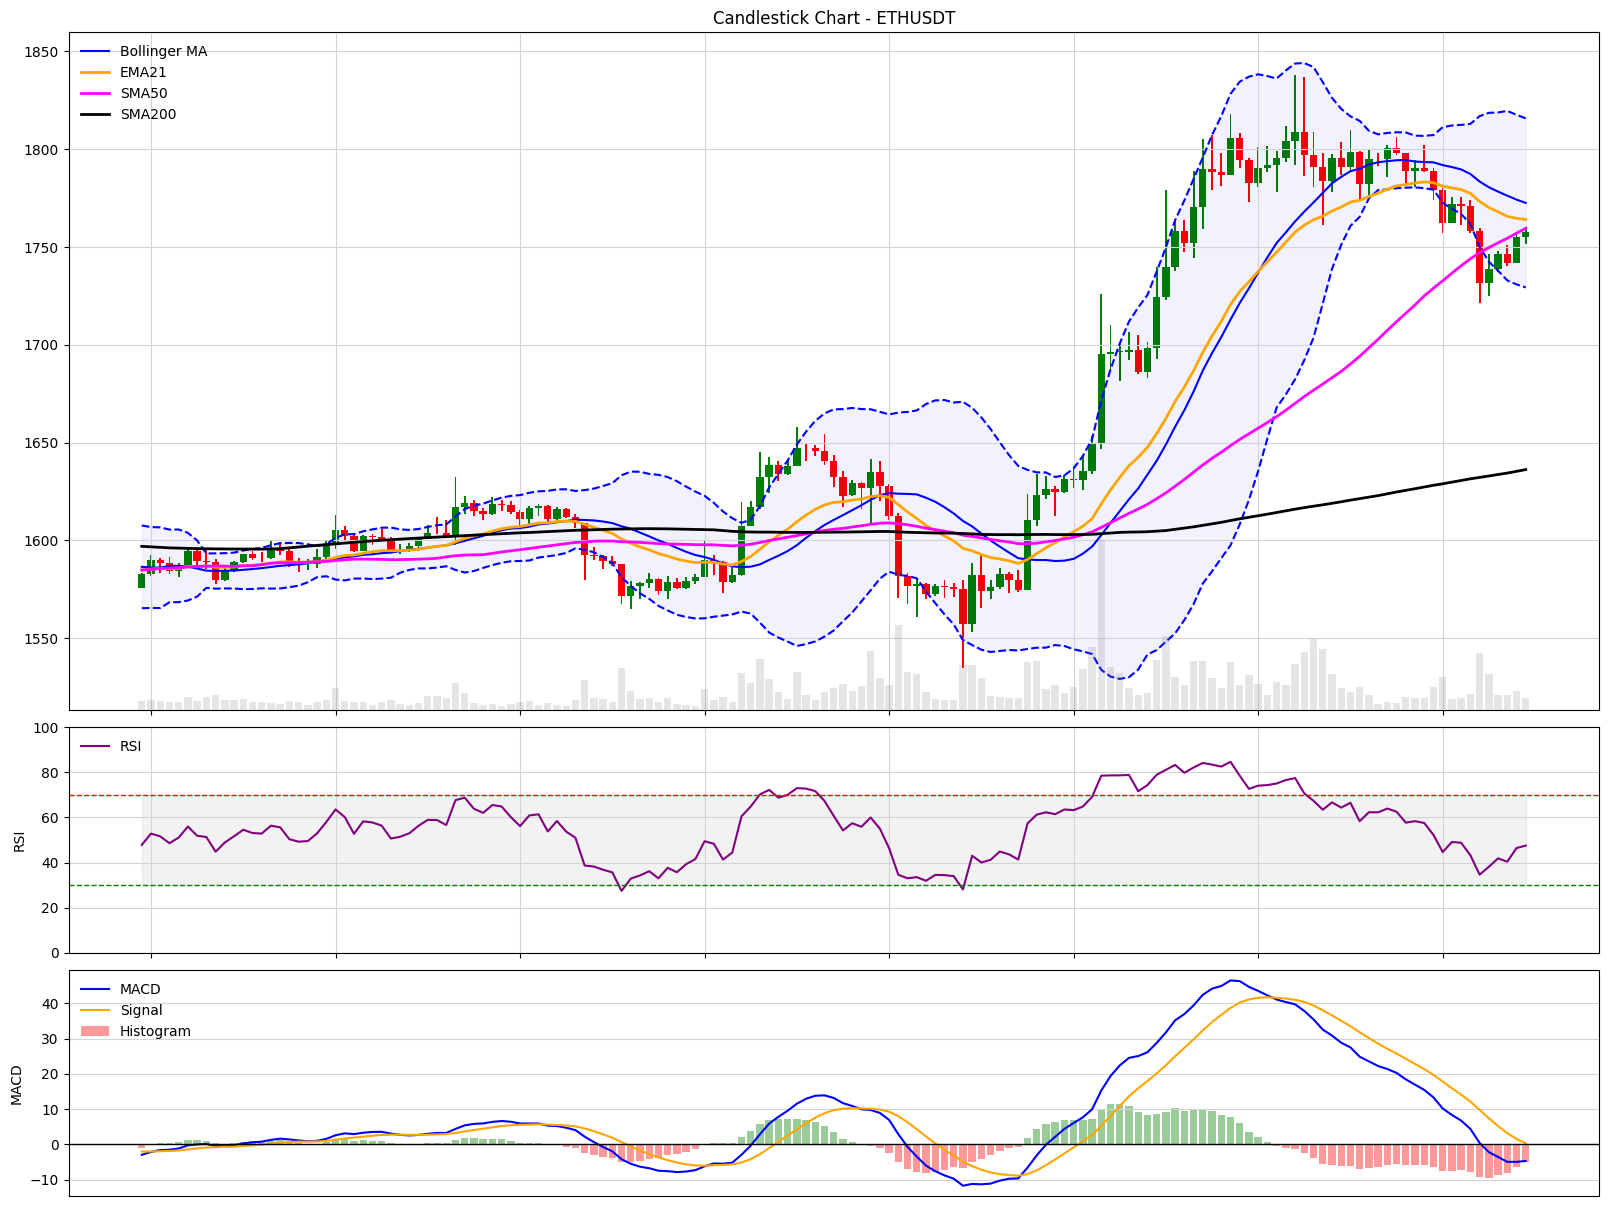 Candlestick Chart - ETHUSDT
Bollinger MA
EMA21
SMA50
SMA200
1850
1800
1750
1700
1650
1600
1550
RSI
100
80
60
40
20
0
RSI
MACD
Signal
Histogram
40
30
20
10
0
−10
MACD